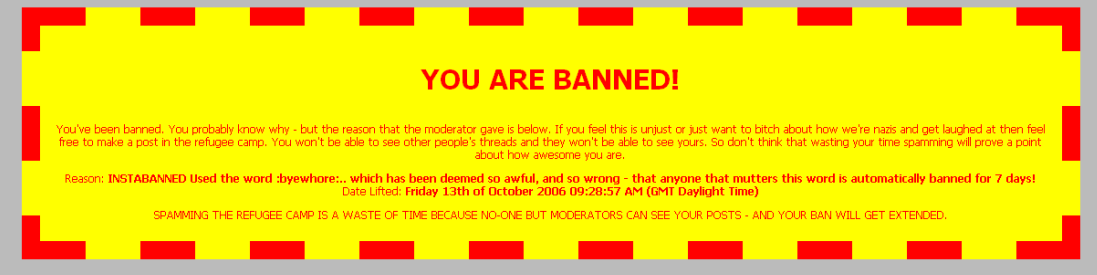 YOU ARE BANNED!
You've been banned. You probably know why - but the reason that the moderator gave is below. If you feel this is unjust or just want to bitch about how we're nazis and get laughed at then feel
free to make a post in the refugee camp. You won't be able to see other people's threads and they won't be able to see yours. So don't think that wasting your time spamming will prove a point
about how awesome you are.
Reason: INSTABANNED Used the word :byewhore:.. which has been deemed so awful, and so wrong - that anyone that mutters this word is automatically banned for 7 days!
Date Lifted: Friday 13th of October 2006 09:28:57 AM (GMT Daylight Time)
SPAMMING THE REFUGEE CAMP IS A WASTE OF TIME BECAUSE NO-ONE BUT MODERATORS CAN SEE YOUR POSTS - AND YOUR BAN WILL GET EXTENDED.